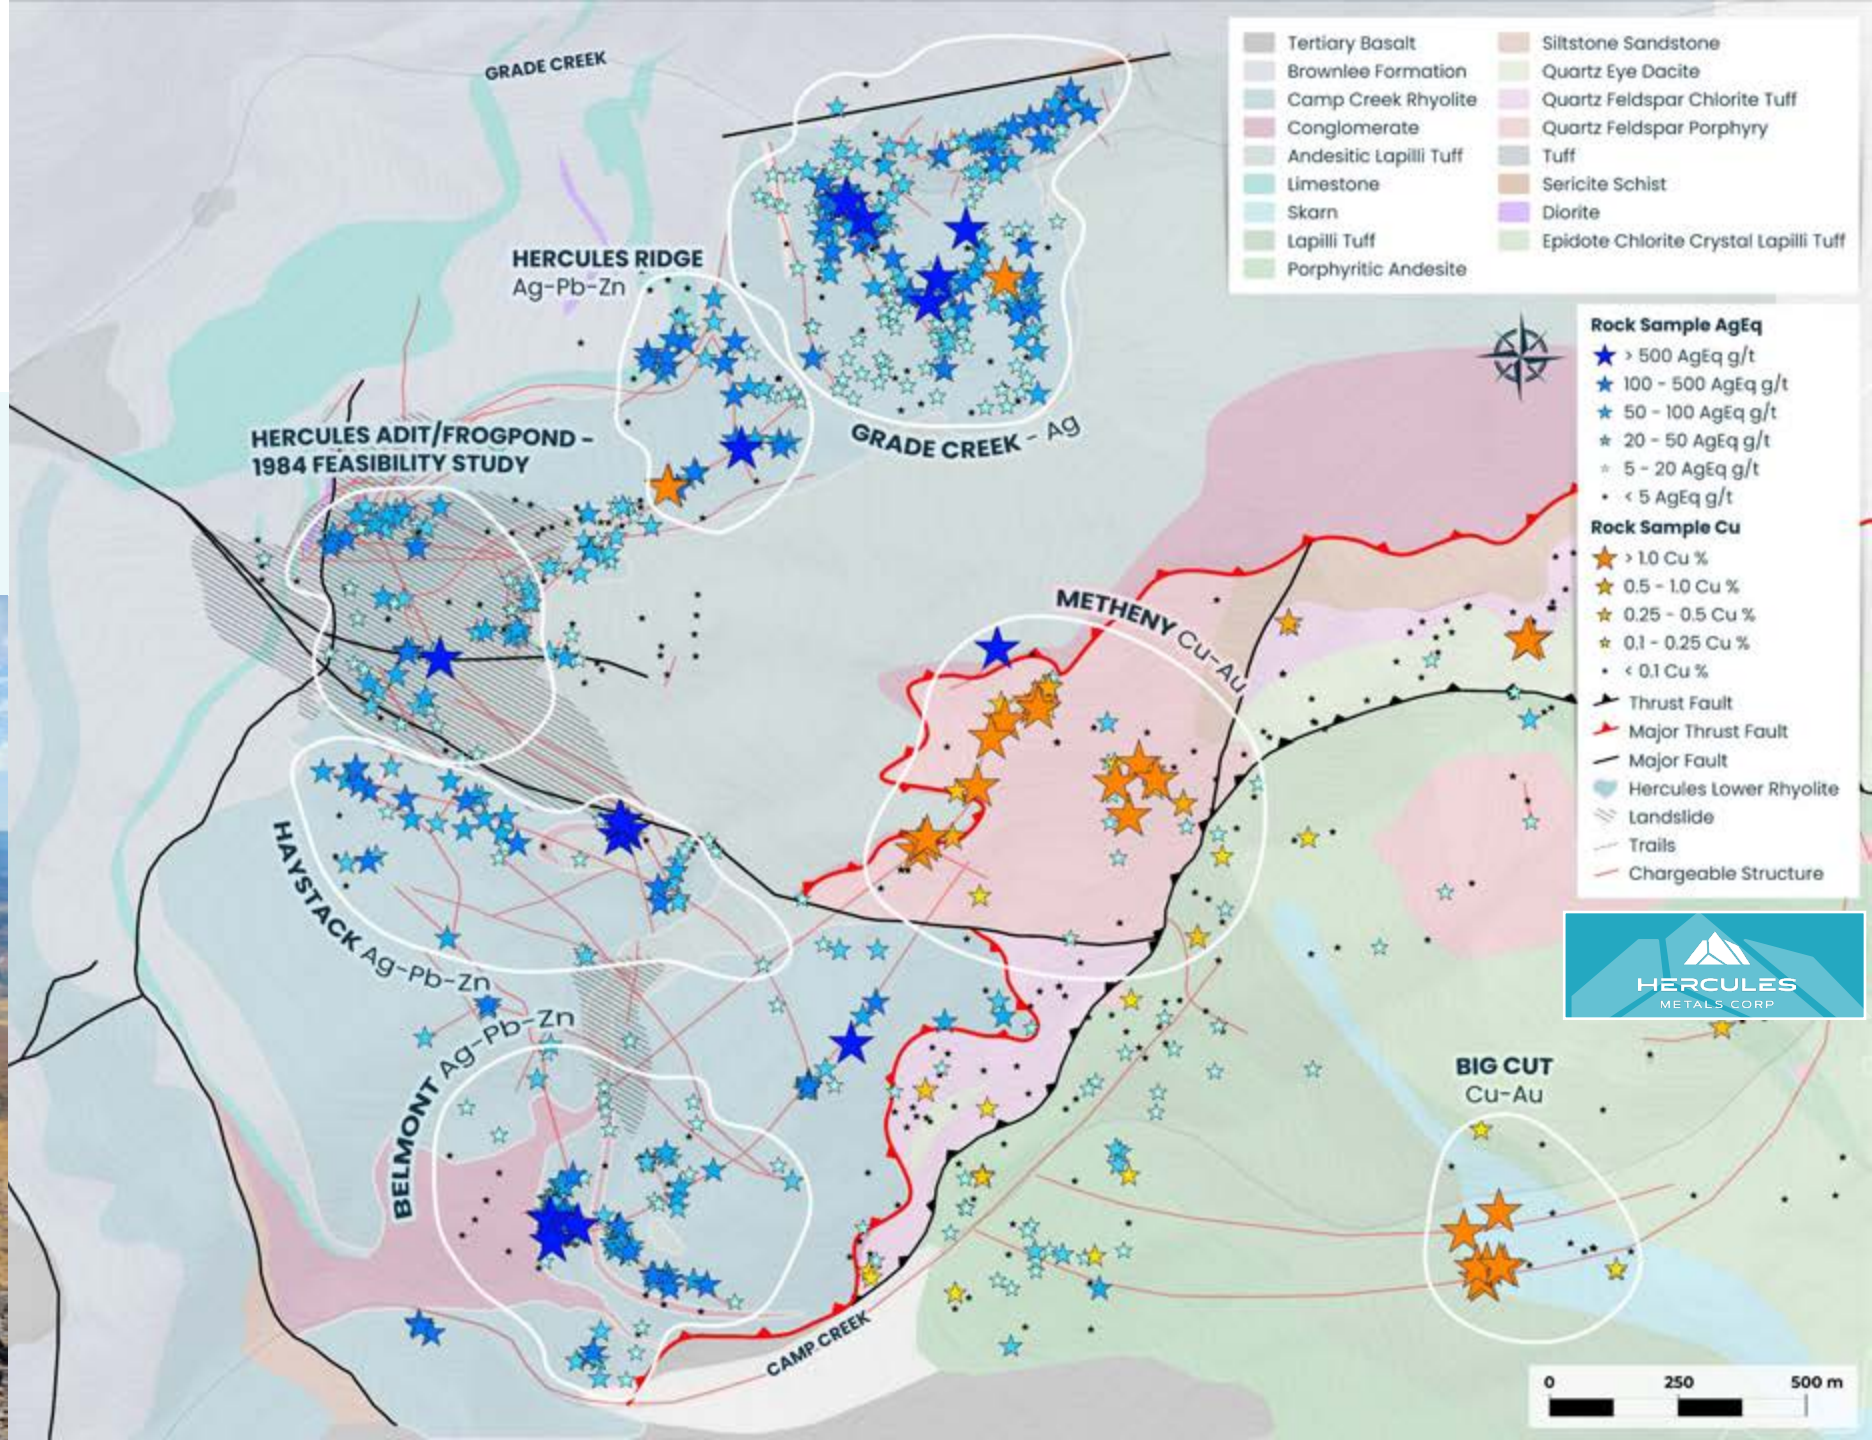 GRADE CREEK
HERCULES RIDGE
Ag-Pb-Zn
GRADE CREEK - Ag
HERCULES ADIT/FROGPOND -
1984 FEASIBILITY STUDY
METHENY Cu-Au
HAYSTACK Ag-Pb-Zn
BELMONT Ag-Pb-Zn
BIG CUT
Cu-Au
CAMP CREEK
Tertiary Basalt
Brownlee Formation
Camp Creek Rhyolite
Conglomerate
Andesitic Lapilli Tuff
Limestone
Skarn
Lapilli Tuff
Porphyritic Andesite
Siltstone Sandstone
Quartz Eye Dacite
Quartz Feldspar Chlorite Tuff
Quartz Feldspar Porphyry
Tuff
Sericite Schist
Diorite
Epidote Chlorite Crystal Lapilli Tuff
Rock Sample AgEq
> 500 AgEq g/t
100 - 500 AgEq g/t
50 - 100 AgEq g/t
20 - 50 AgEq g/t
5 - 20 AgEq g/t
< 5 AgEq g/t
Rock Sample Cu
> 1.0 Cu %
0.5 - 1.0 Cu %
0.25 - 0.5 Cu %
0.1 - 0.25 Cu %
< 0.1 Cu %
Thrust Fault
Major Thrust Fault
Major Fault
Hercules Lower Rhyolite
Landslide
Trails
Chargeable Structure
HERCULES
METALS CORP
0 250 500 m